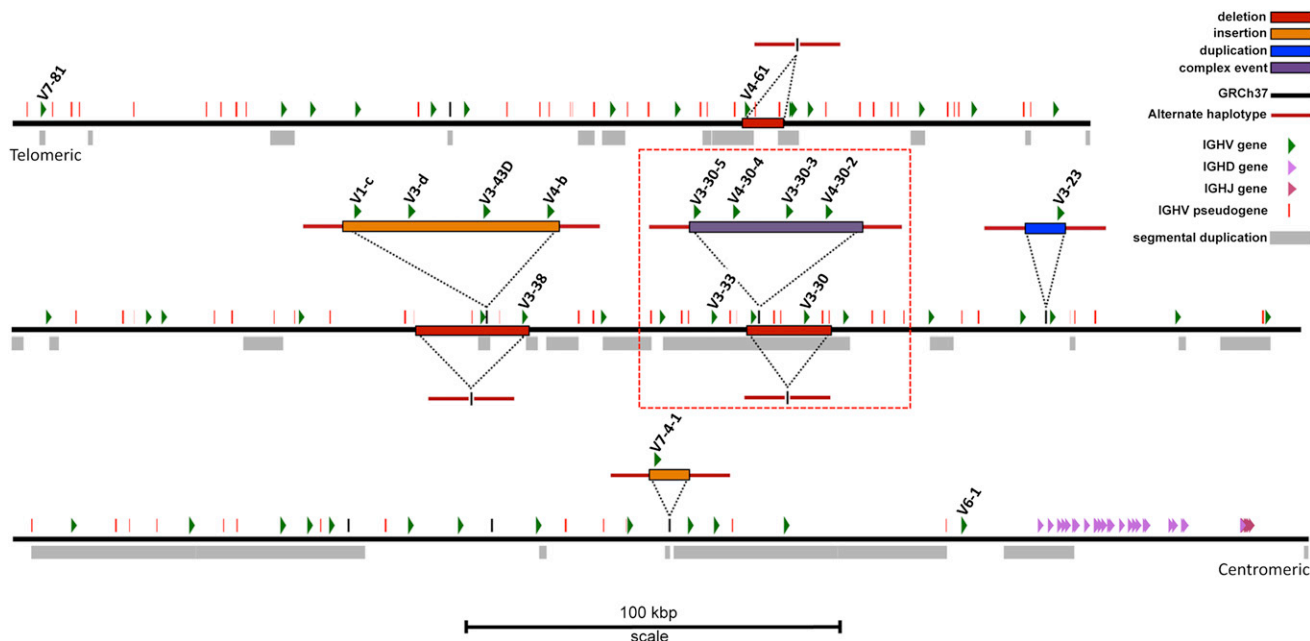 deletion
insertion
duplication
complex event
GRCh37
Alternate haplotype
IGHV gene
IGHD gene
IGHJ gene
IGHV pseudogene
segmental duplication
V7-81
V4-61
Telomeric
V1-c
V3-d
V3-43D
V4-b
V3-30-5
V4-30-4
V3-30-3
V4-30-2
V3-23
V3-38
V3-33
V3-30
V7-4-1
V6-1
Centromeric
100 kbp
scale